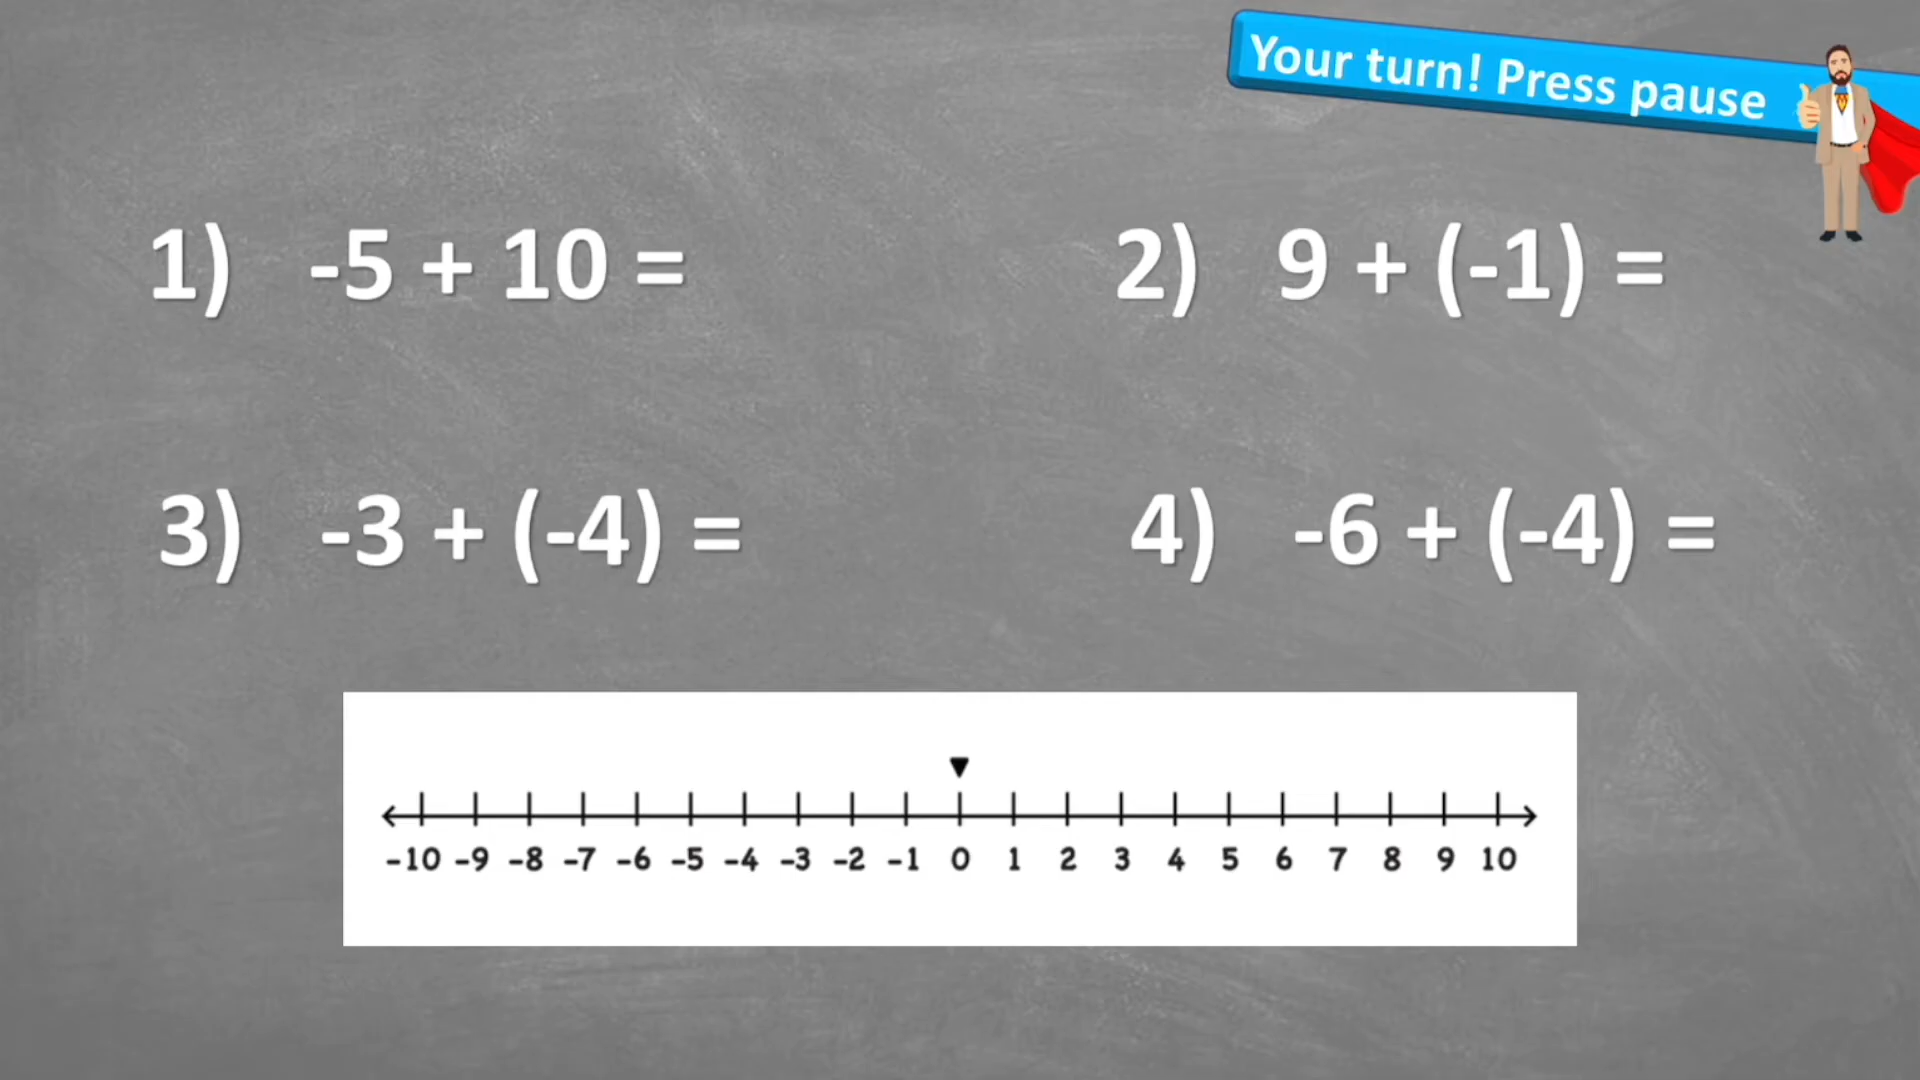 Your turn! Press pause
1) -5 + 10 =
2) 9 + (-1) =
3) -3 + (-4) =
4) -6 + (-4) =
-10 -9 -8 -7 -6 -5 -4 -3 -2 -1 0 1 2 3 4 5 6 7 8 9 10